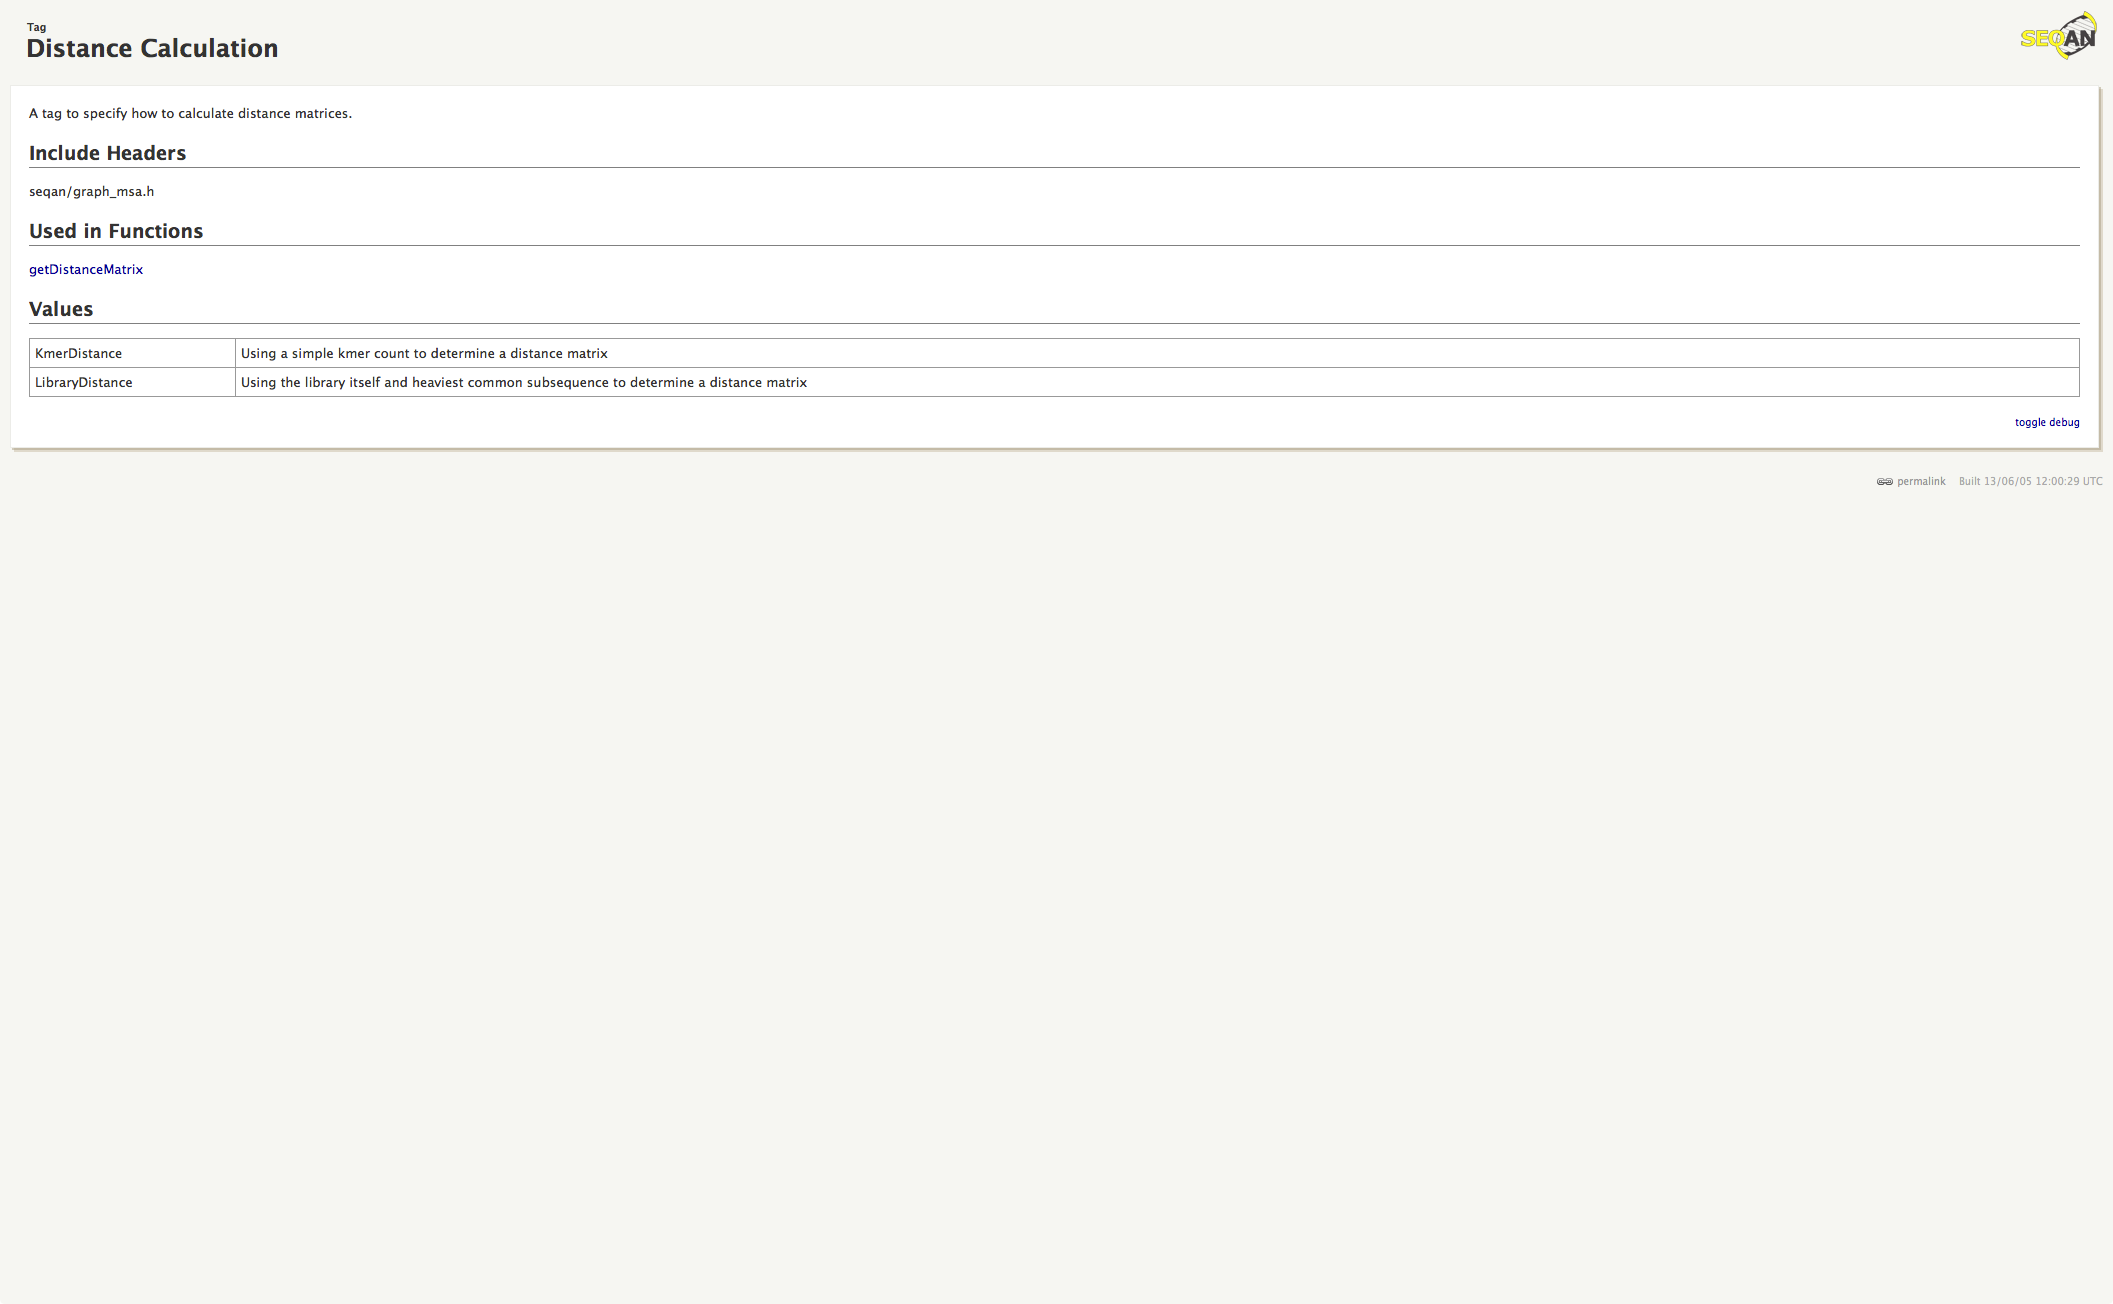 Tag
Distance Calculation
SEQAN
A tag to specify how to calculate distance matrices.
Include Headers
seqan/graph_msa.h
Used in Functions
getDistanceMatrix
Values
KmerDistance Using a simple kmer count to determine a distance matrix
LibraryDistance Using the library itself and heaviest common subsequence to determine a distance matrix
toggle debug
permalink Built 13/06/05 12:00:29 UTC